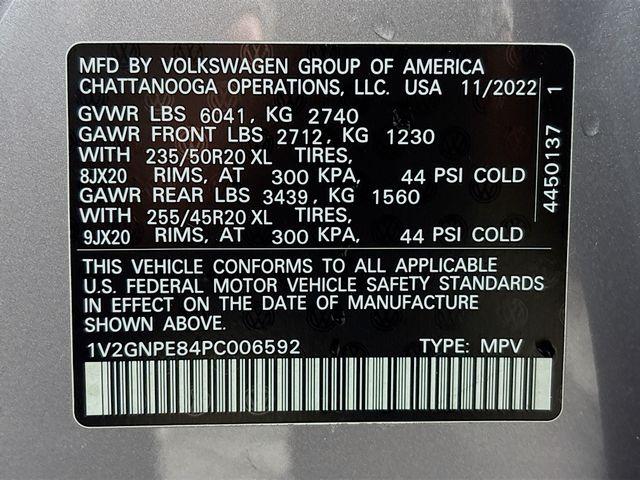 MFD BY VOLKSWAGEN GROUP OF AMERICA
CHATTANOOGA OPERATIONS, LLC. USA 11/2022
GVWR LBS 6041, KG 2740
GAWR FRONT LBS 2712, KG 1230
WITH 235/50R20 XL TIRES,
8JX20 RIMS, AT 300 KPA, 44 PSI COLD
GAWR REAR LBS 3439, KG 1560
WITH 255/45R20 XL TIRES,
9JX20 RIMS, AT 300 KPA, 44 PSI COLD
THIS VEHICLE CONFORMS TO ALL APPLICABLE
U.S. FEDERAL MOTOR VEHICLE SAFETY STANDARDS
IN EFFECT ON THE DATE OF MANUFACTURE
SHOWN ABOVE.
1V2GNPE84PC006592 TYPE: MPV
4450137 1